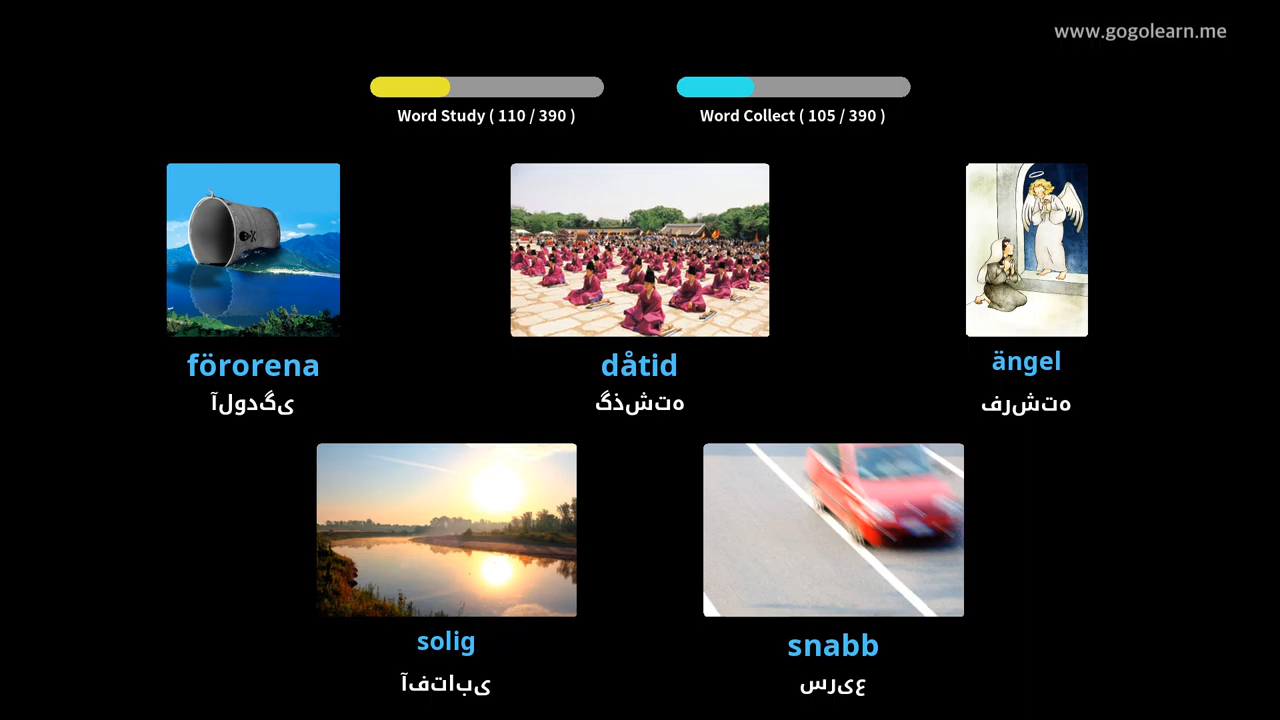 www.gogolearn.me
Word Study ( 110 / 390 )
Word Collect ( 105 / 390 )
förorena
آلودگی
dåtid
گذشته
ängel
فرشته
solig
آفتابی
snabb
سریع